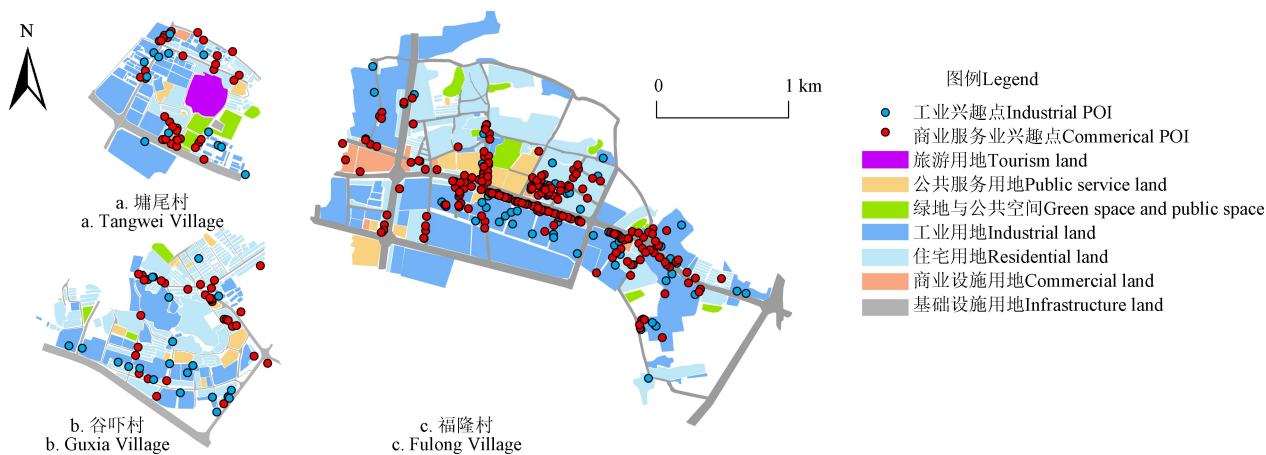 N
0
1 km
图例Legend
工业兴趣点Industrial POI
商业服务业兴趣点Commerical POI
旅游用地Tourism land
公共服务用地Public service land
绿地与公共空间Green space and public space
工业用地Industrial land
住宅用地Residential land
商业设施用地Commercial land
基础设施用地Infrastructure land
a. 塘尾村
a. Tangwei Village
b. 谷吓村
b. Guxia Village
c. 福隆村
c. Fulong Village